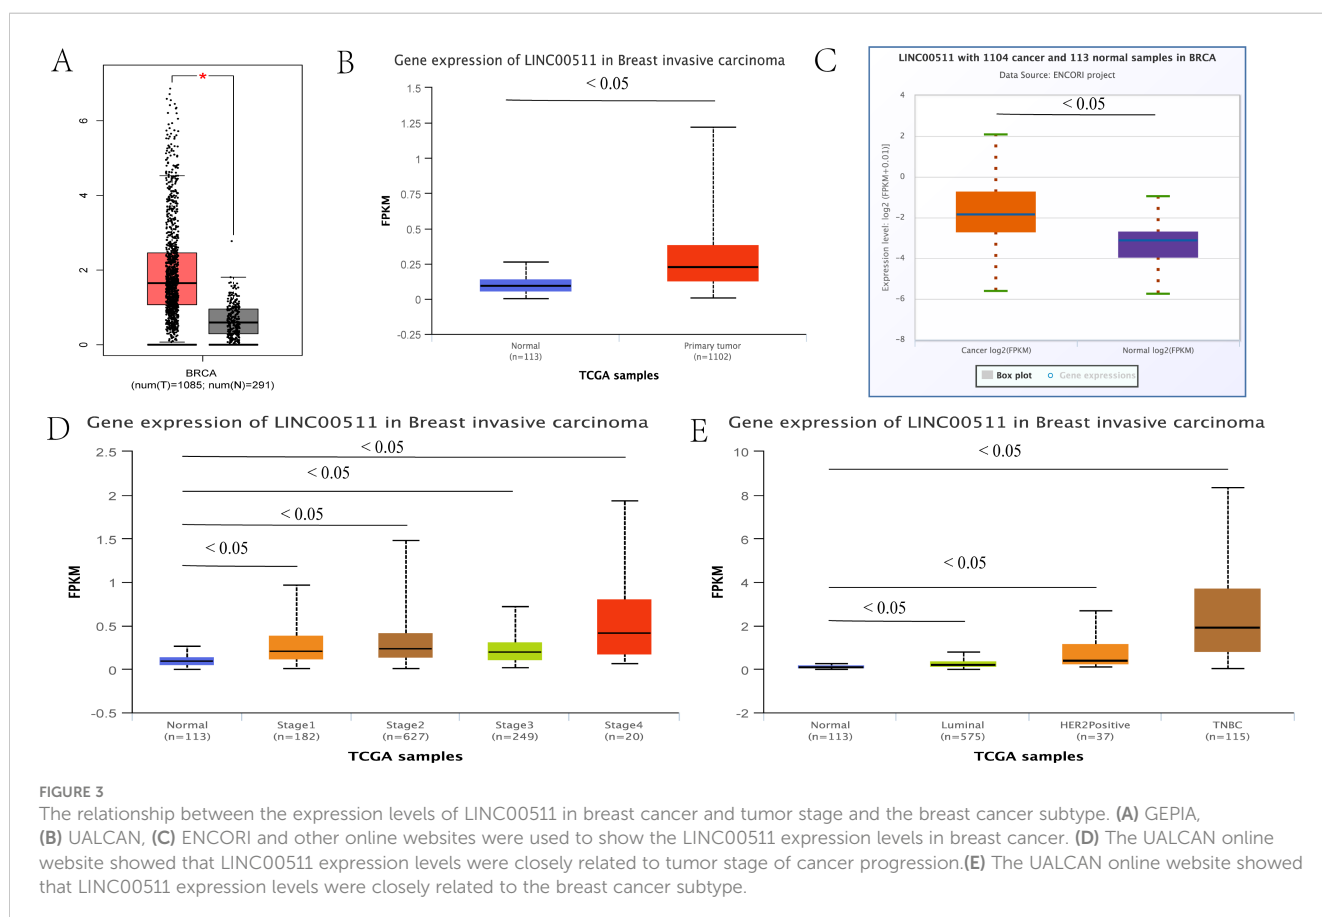 A
*
6
4
2
0
BRCA
(num(T)=1085; num(N)=291)
B
Gene expression of LINC00511 in Breast invasive carcinoma
< 0.05
1.5
1.25
1
0.75
0.5
0.25
0
-0.25
FPKM
Normal
(n=113)
Primary tumor
(n=1102)
TCGA samples
C
LINC00511 with 1104 cancer and 113 normal samples in BRCA
Data Source: ENCORI project
< 0.05
4
2
0
-2
-4
-6
-8
Expression level: log2 (FPKM+0.01)]
Cancer log2(FPKM)
Normal log2(FPKM)
Box plot
Gene expressions
D
Gene expression of LINC00511 in Breast invasive carcinoma
< 0.05
< 0.05
< 0.05
< 0.05
2.5
2
1.5
1
0.5
0
-0.5
FPKM
Normal
(n=113)
Stage1
(n=182)
Stage2
(n=627)
Stage3
(n=249)
Stage4
(n=20)
TCGA samples
E
Gene expression of LINC00511 in Breast invasive carcinoma
< 0.05
< 0.05
< 0.05
10
8
6
4
2
0
-2
FPKM
Normal
(n=113)
Luminal
(n=575)
HER2Positive
(n=37)
TNBC
(n=115)
TCGA samples
FIGURE 3
The relationship between the expression levels of LINC00511 in breast cancer and tumor stage and the breast cancer subtype. (A) GEPIA,
(B) UALCAN, (C) ENCORI and other online websites were used to show the LINC00511 expression levels in breast cancer. (D) The UALCAN online
website showed that LINC00511 expression levels were closely related to tumor stage of cancer progression.(E) The UALCAN online website showed
that LINC00511 expression levels were closely related to the breast cancer subtype.